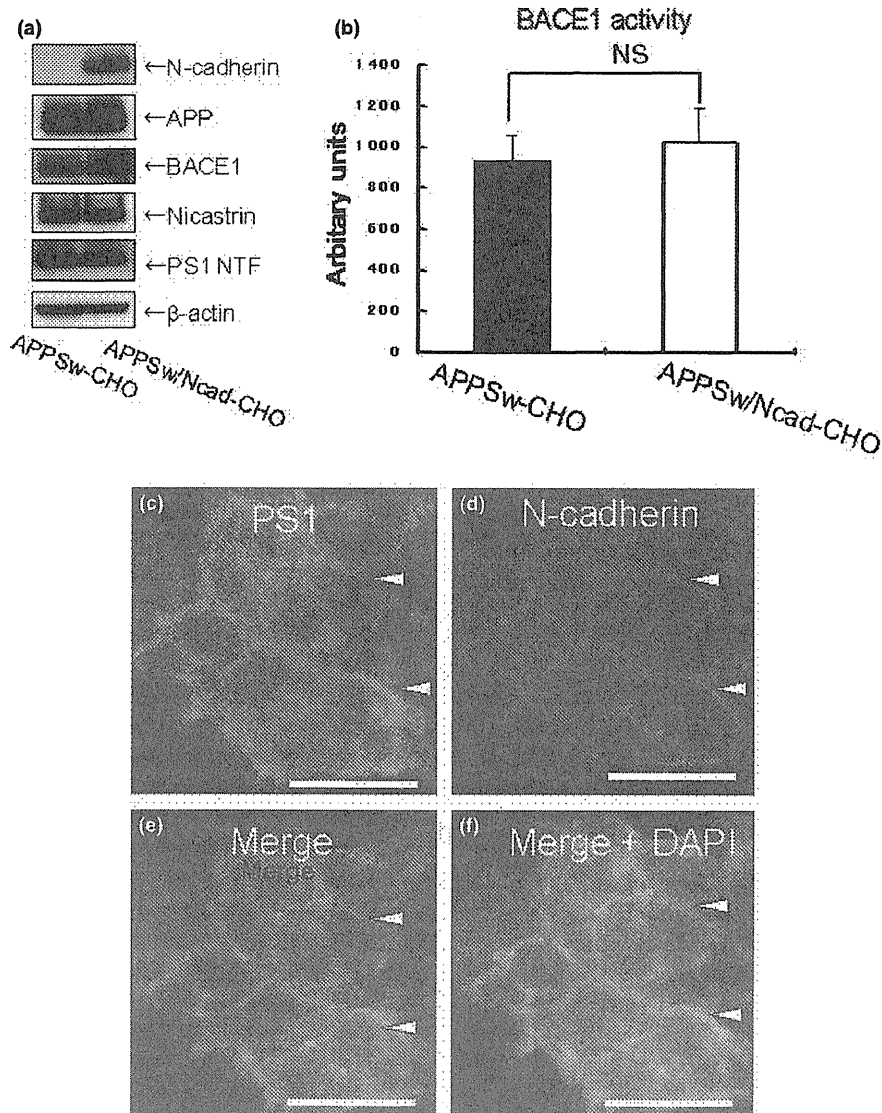 (a)
←N-cadherin
←APP
←BACE1
←Nicastrin
←PS1 NTF
←β-actin
APPSw-CHO
APPSw/Ncad-CHO
(b)
BACE1 activity
NS
Arbitary units
1400
1200
1000
800
600
400
200
0
APPSw-CHO
APPSw/Ncad-CHO
(c)
PS1
(d)
N-cadherin
(e)
Merge
Merge
(f)
Merge + DAPI